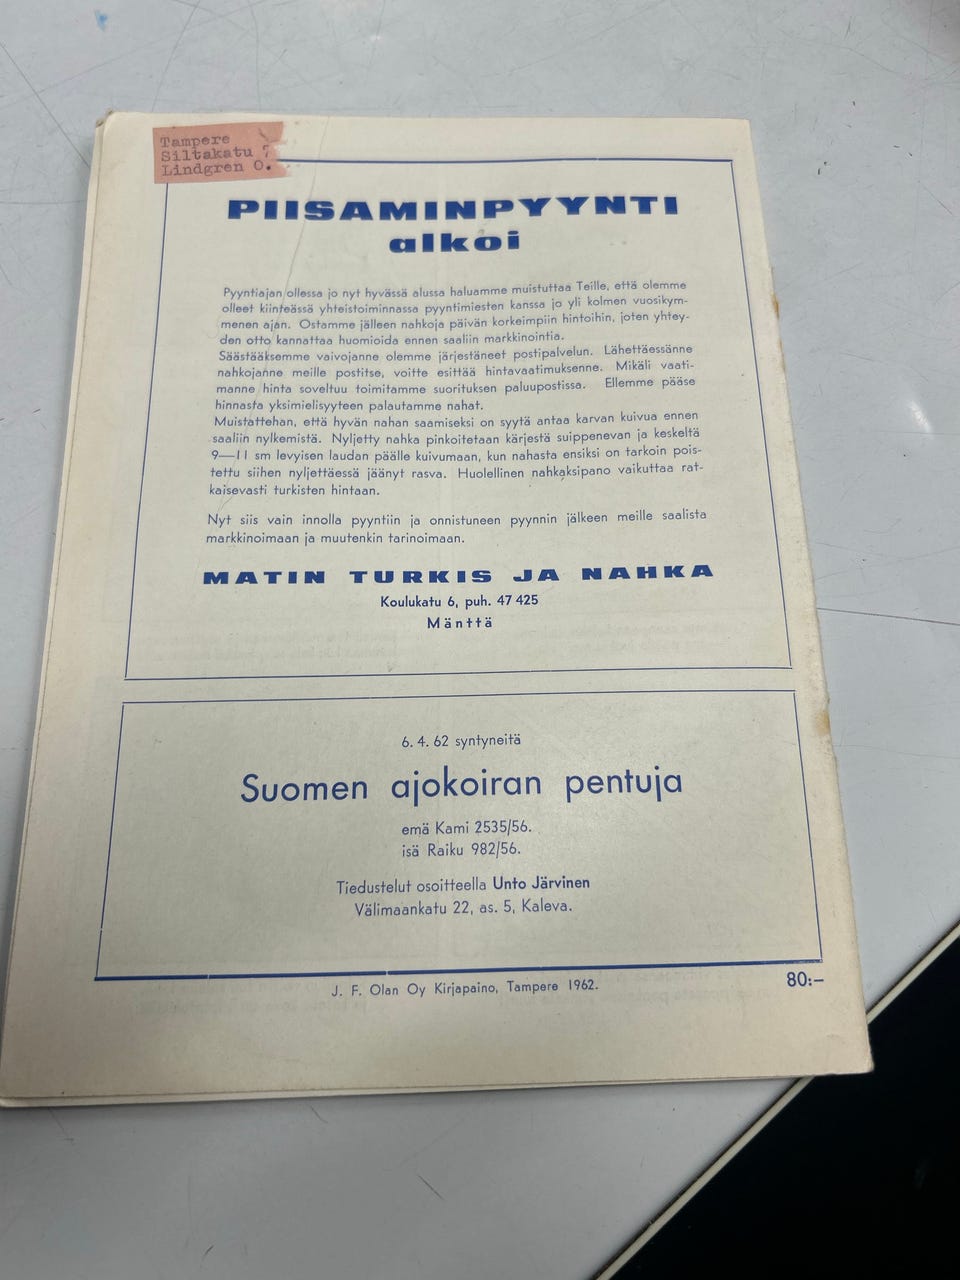 Tampere
Siltakatu 7
Lindgren O.
PIISAMINPYYNTI
alkoi
Pyyntiajan ollessa jo nyt hyvässä alussa haluamme muistuttaa Teille, että olemme
olleet kiinteässä yhteistoiminnassa pyyntimiesten kanssa jo yli kolmen vuosikym-
menen ajan. Ostamme jälleen nahkoja päivän korkeimpiin hintoihin, joten yhtey-
den otto kannattaa huomioida ennen saaliin markkinointia.
Säästääksemme vaivojanne olemme järjestäneet postipalvelun. Lähettäessänne
nahkojanne meille postitse, voitte esittää hintavaatimuksenne. Mikäli vaati-
manne hinta soveltuu toimitamme suorituksen paluupostissa. Ellemme pääse
hinnasta yksimielisyyteen palautamme nahat.
Muistattehan, että hyvän nahan saamiseksi on syytä antaa karvan kuivua ennen
saaliin nylkemistä. Nyljetty nahka pinkoitetaan kärjestä suippenevan ja keskeltä
9—11 sm levyisen laudan päälle kuivumaan, kun nahasta ensiksi on tarkoin pois-
tettu siihen nyljettäessä jäänyt rasva. Huolellinen nahkaksipano vaikuttaa rat-
kaisevasti turkisten hintaan.
Nyt siis vain innolla pyyntiin ja onnistuneen pyynnin jälkeen meille saalista
markkinoimaan ja muutenkin tarinoimaan.
MATIN TURKIS JA NAHKA
Koulukatu 6, puh. 47 425
Mänttä
6. 4. 62 syntyneitä
Suomen ajokoiran pentuja
emä Kami 2535/56.
isä Raiku 982/56.
Tiedustelut osoitteella Unto Järvinen
Välimaankatu 22, as. 5, Kaleva.
J. F. Olan Oy Kirjapaino, Tampere 1962.
80:–